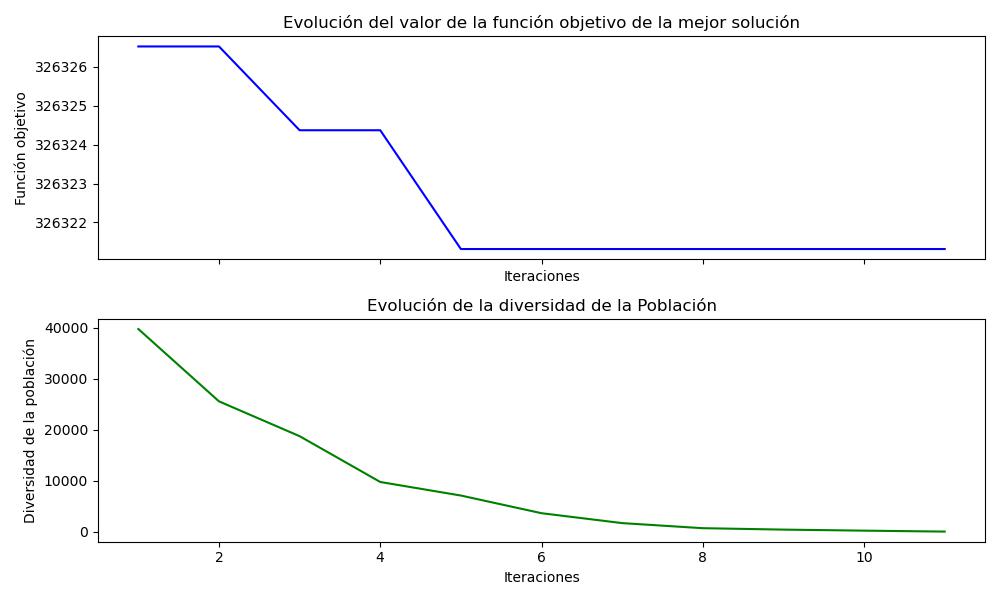 Evolución del valor de la función objetivo de la mejor solución
Función objetivo
326326
326325
326324
326323
326322
Iteraciones
Evolución de la diversidad de la Población
Diversidad de la población
40000
30000
20000
10000
0
2 4 6 8 10
Iteraciones